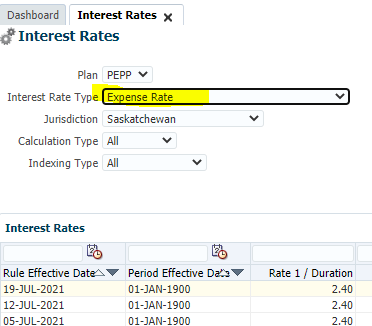 Dashboard Interest Rates
Interest Rates
Plan PEPP
Interest Rate Type Expense Rate
Jurisdiction Saskatchewan
Calculation Type All
Indexing Type All
Interest Rates
Rule Effective Date Period Effective Date Rate 1 / Duration
19-JUL-2021 01-JAN-1900 2.40
12-JUL-2021 01-JAN-1900 2.40
05-JUL-2021 01-JAN-1900 2.40